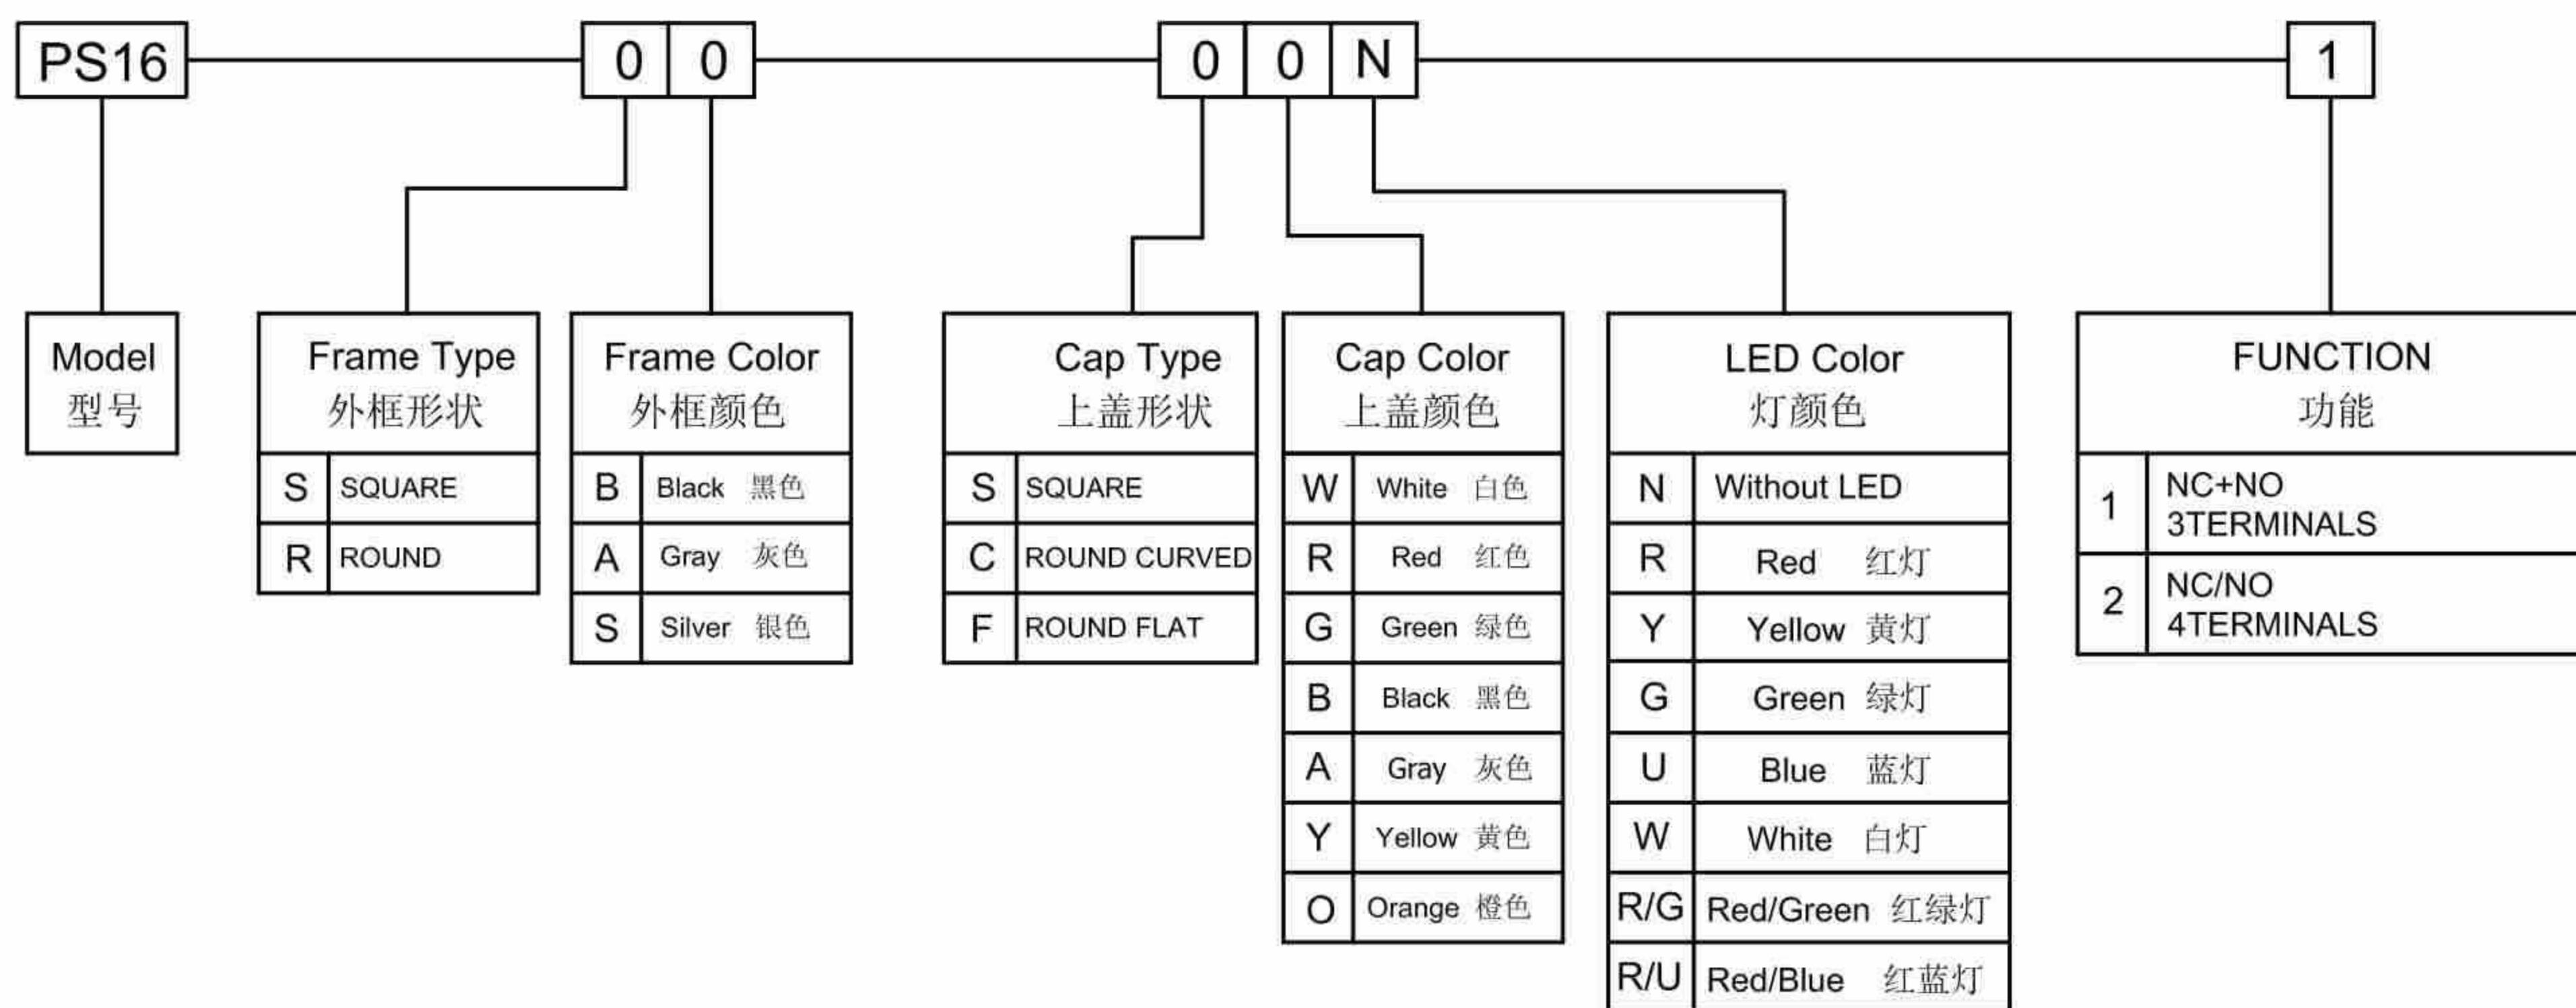 PS16 0 0 0 0 N 1
Model
型号
Frame Type
外框形状
S SQUARE
R ROUND
Frame Color
外框颜色
B Black 黑色
A Gray 灰色
S Silver 银色
Cap Type
上盖形状
S SQUARE
C ROUND CURVED
F ROUND FLAT
Cap Color
上盖颜色
W White 白色
R Red 红色
G Green 绿色
B Black 黑色
A Gray 灰色
Y Yellow 黄色
O Orange 橙色
LED Color
灯颜色
N Without LED
R Red 红灯
Y Yellow 黄灯
G Green 绿灯
U Blue 蓝灯
W White 白灯
R/G Red/Green 红绿灯
R/U Red/Blue 红蓝灯
FUNCTION
功能
1 NC+NO
3TERMINALS
2 NC/NO
4TERMINALS